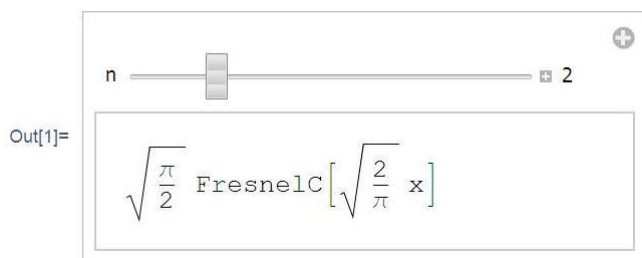 n 2
Out[1]=
√(π/2) FresnelC[√(2/π) x]